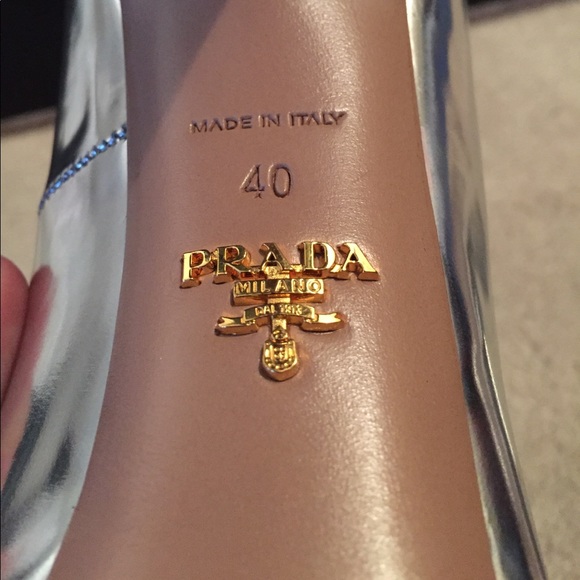 MADE IN ITALY
40
PRADA
MILANO
DAL 1913